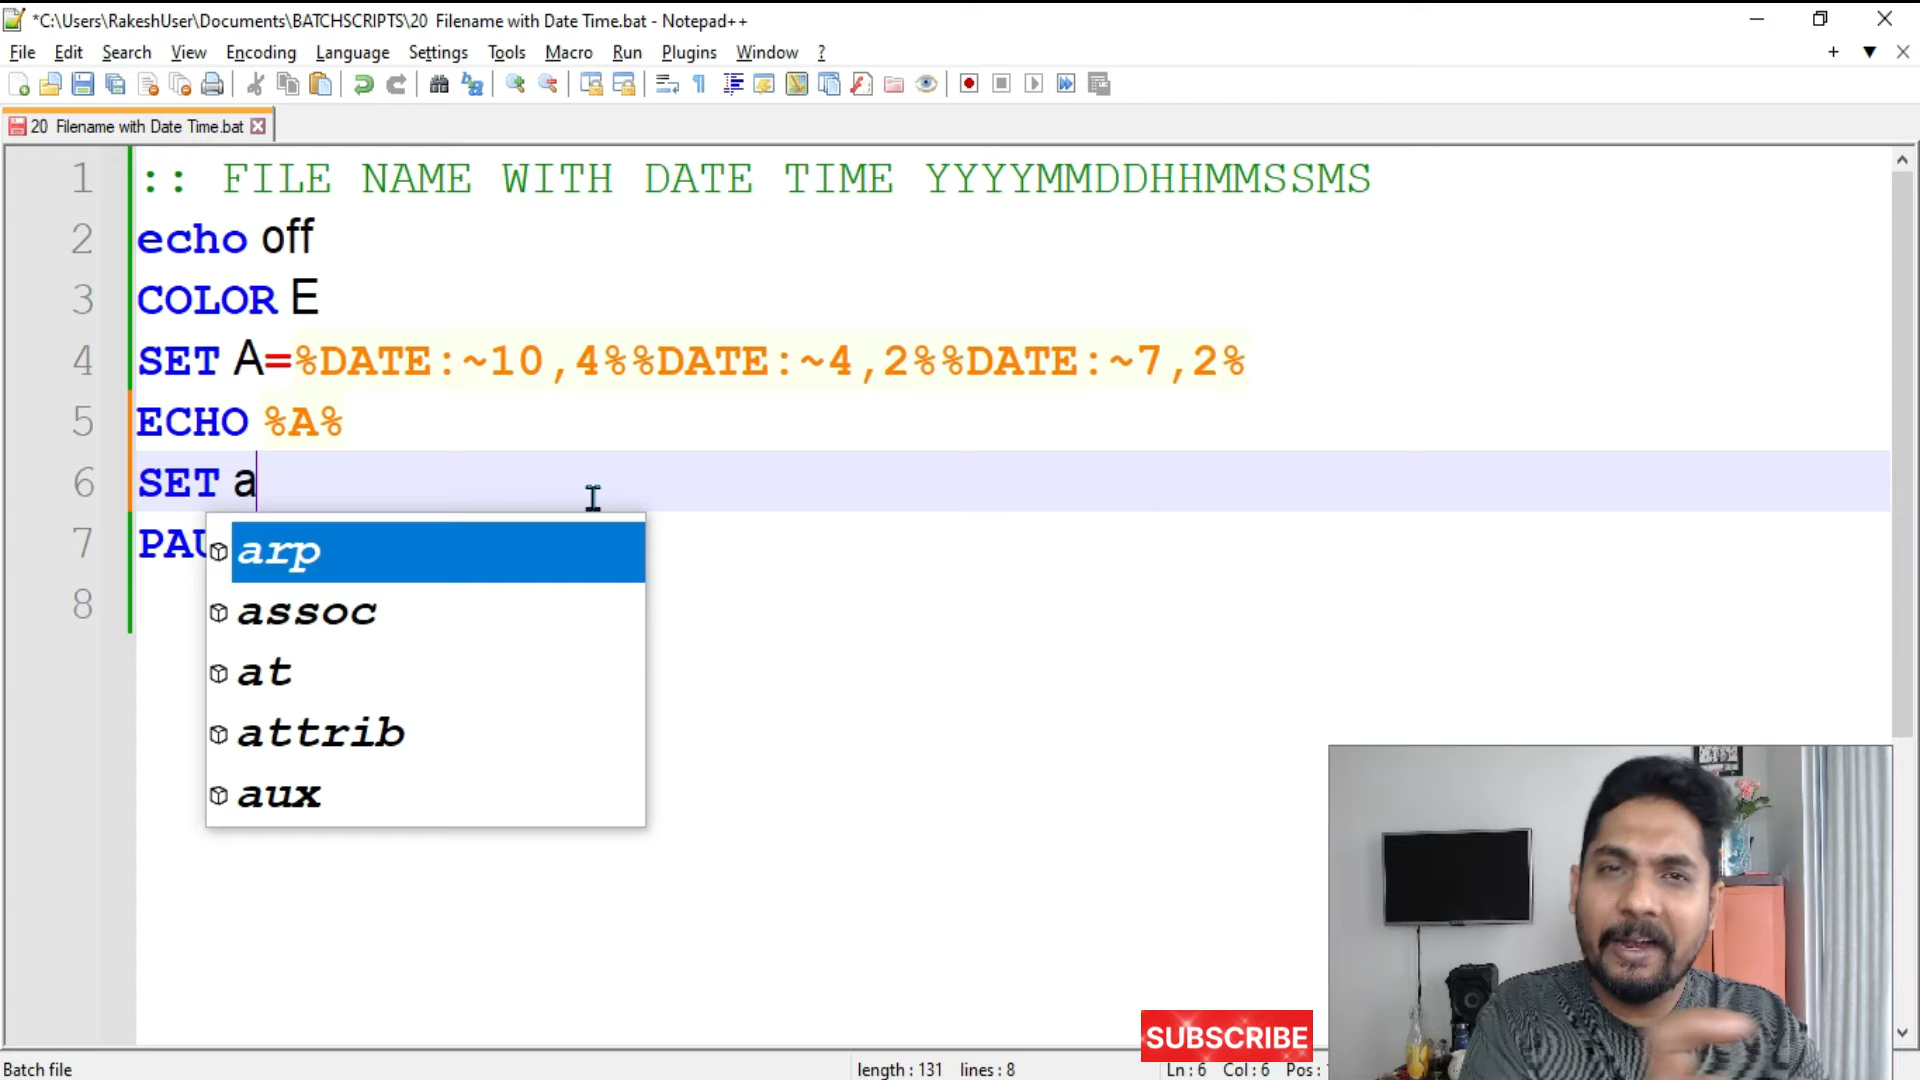 *C:\Users\RakeshUser\Documents\BATCHSCRIPTS\20 Filename with Date Time.bat - Notepad++
File Edit Search View Encoding Language Settings Tools Macro Run Plugins Window ?
20 Filename with Date Time.bat
1 :: FILE NAME WITH DATE TIME YYYYMMDDHHMMSSMS
2 echo off
3 COLOR E
4 SET A=%DATE:~10,4%%DATE:~4,2%%DATE:~7,2%
5 ECHO %A%
6 SET a
7 PAU
arp
assoc
8
at
attrib
aux
SUBSCRIBE
Batch file length : 131 lines : 8 Ln : 6 Col : 6 Pos :